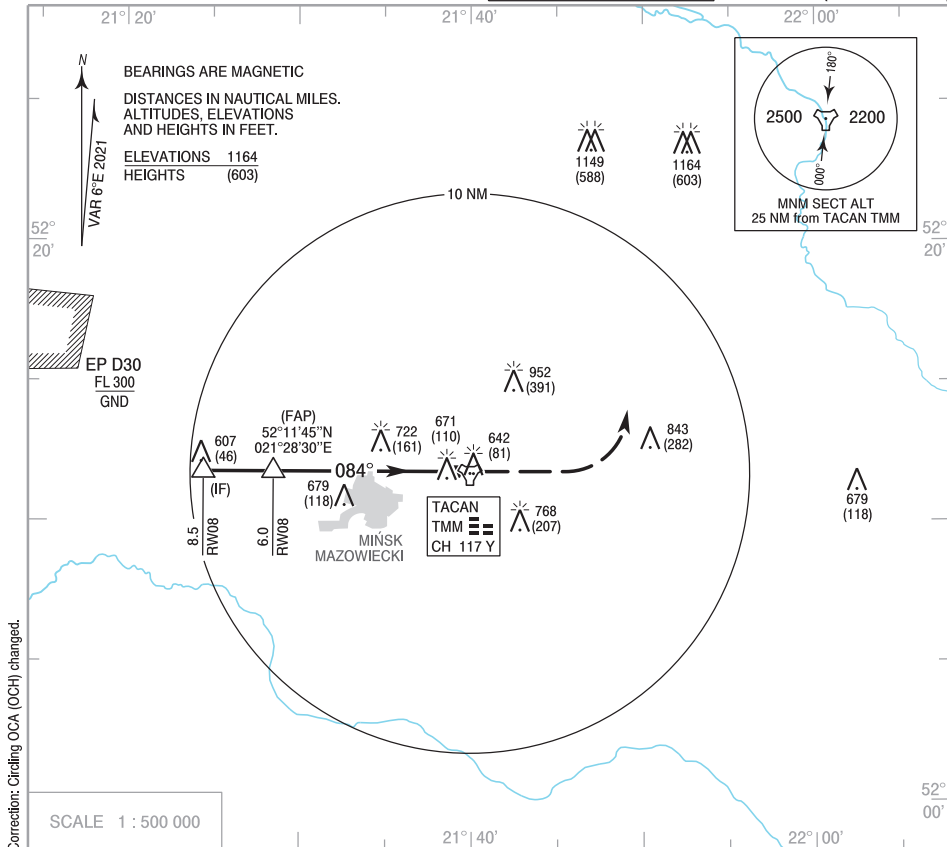 21° 20'
21° 40'
22° 00'
N
VAR 6°E 2021
BEARINGS ARE MAGNETIC
DISTANCES IN NAUTICAL MILES.
ALTITUDES, ELEVATIONS
AND HEIGHTS IN FEET.
ELEVATIONS 1164
HEIGHTS (603)
180°
2500 2200
000°
MNM SECT ALT
25 NM from TACAN TMM
1149
(588)
1164
(603)
10 NM
52°
20'
52°
20'
EP D30
FL 300
GND
952
(391)
(FAP)
52°11'45"N
021°28'30"E
607
(46)
722
(161)
671
(110)
642
(81)
843
(282)
(IF)
084°
679
(118)
679
(118)
8.5
RW08
6.0
RW08
MIŃSK
MAZOWIECKI
TACAN
TMM
CH 117 Y
768
(207)
Correction: Circling OCA (OCH) changed.
52°
00'
SCALE 1 : 500 000
21° 40'
22° 00'